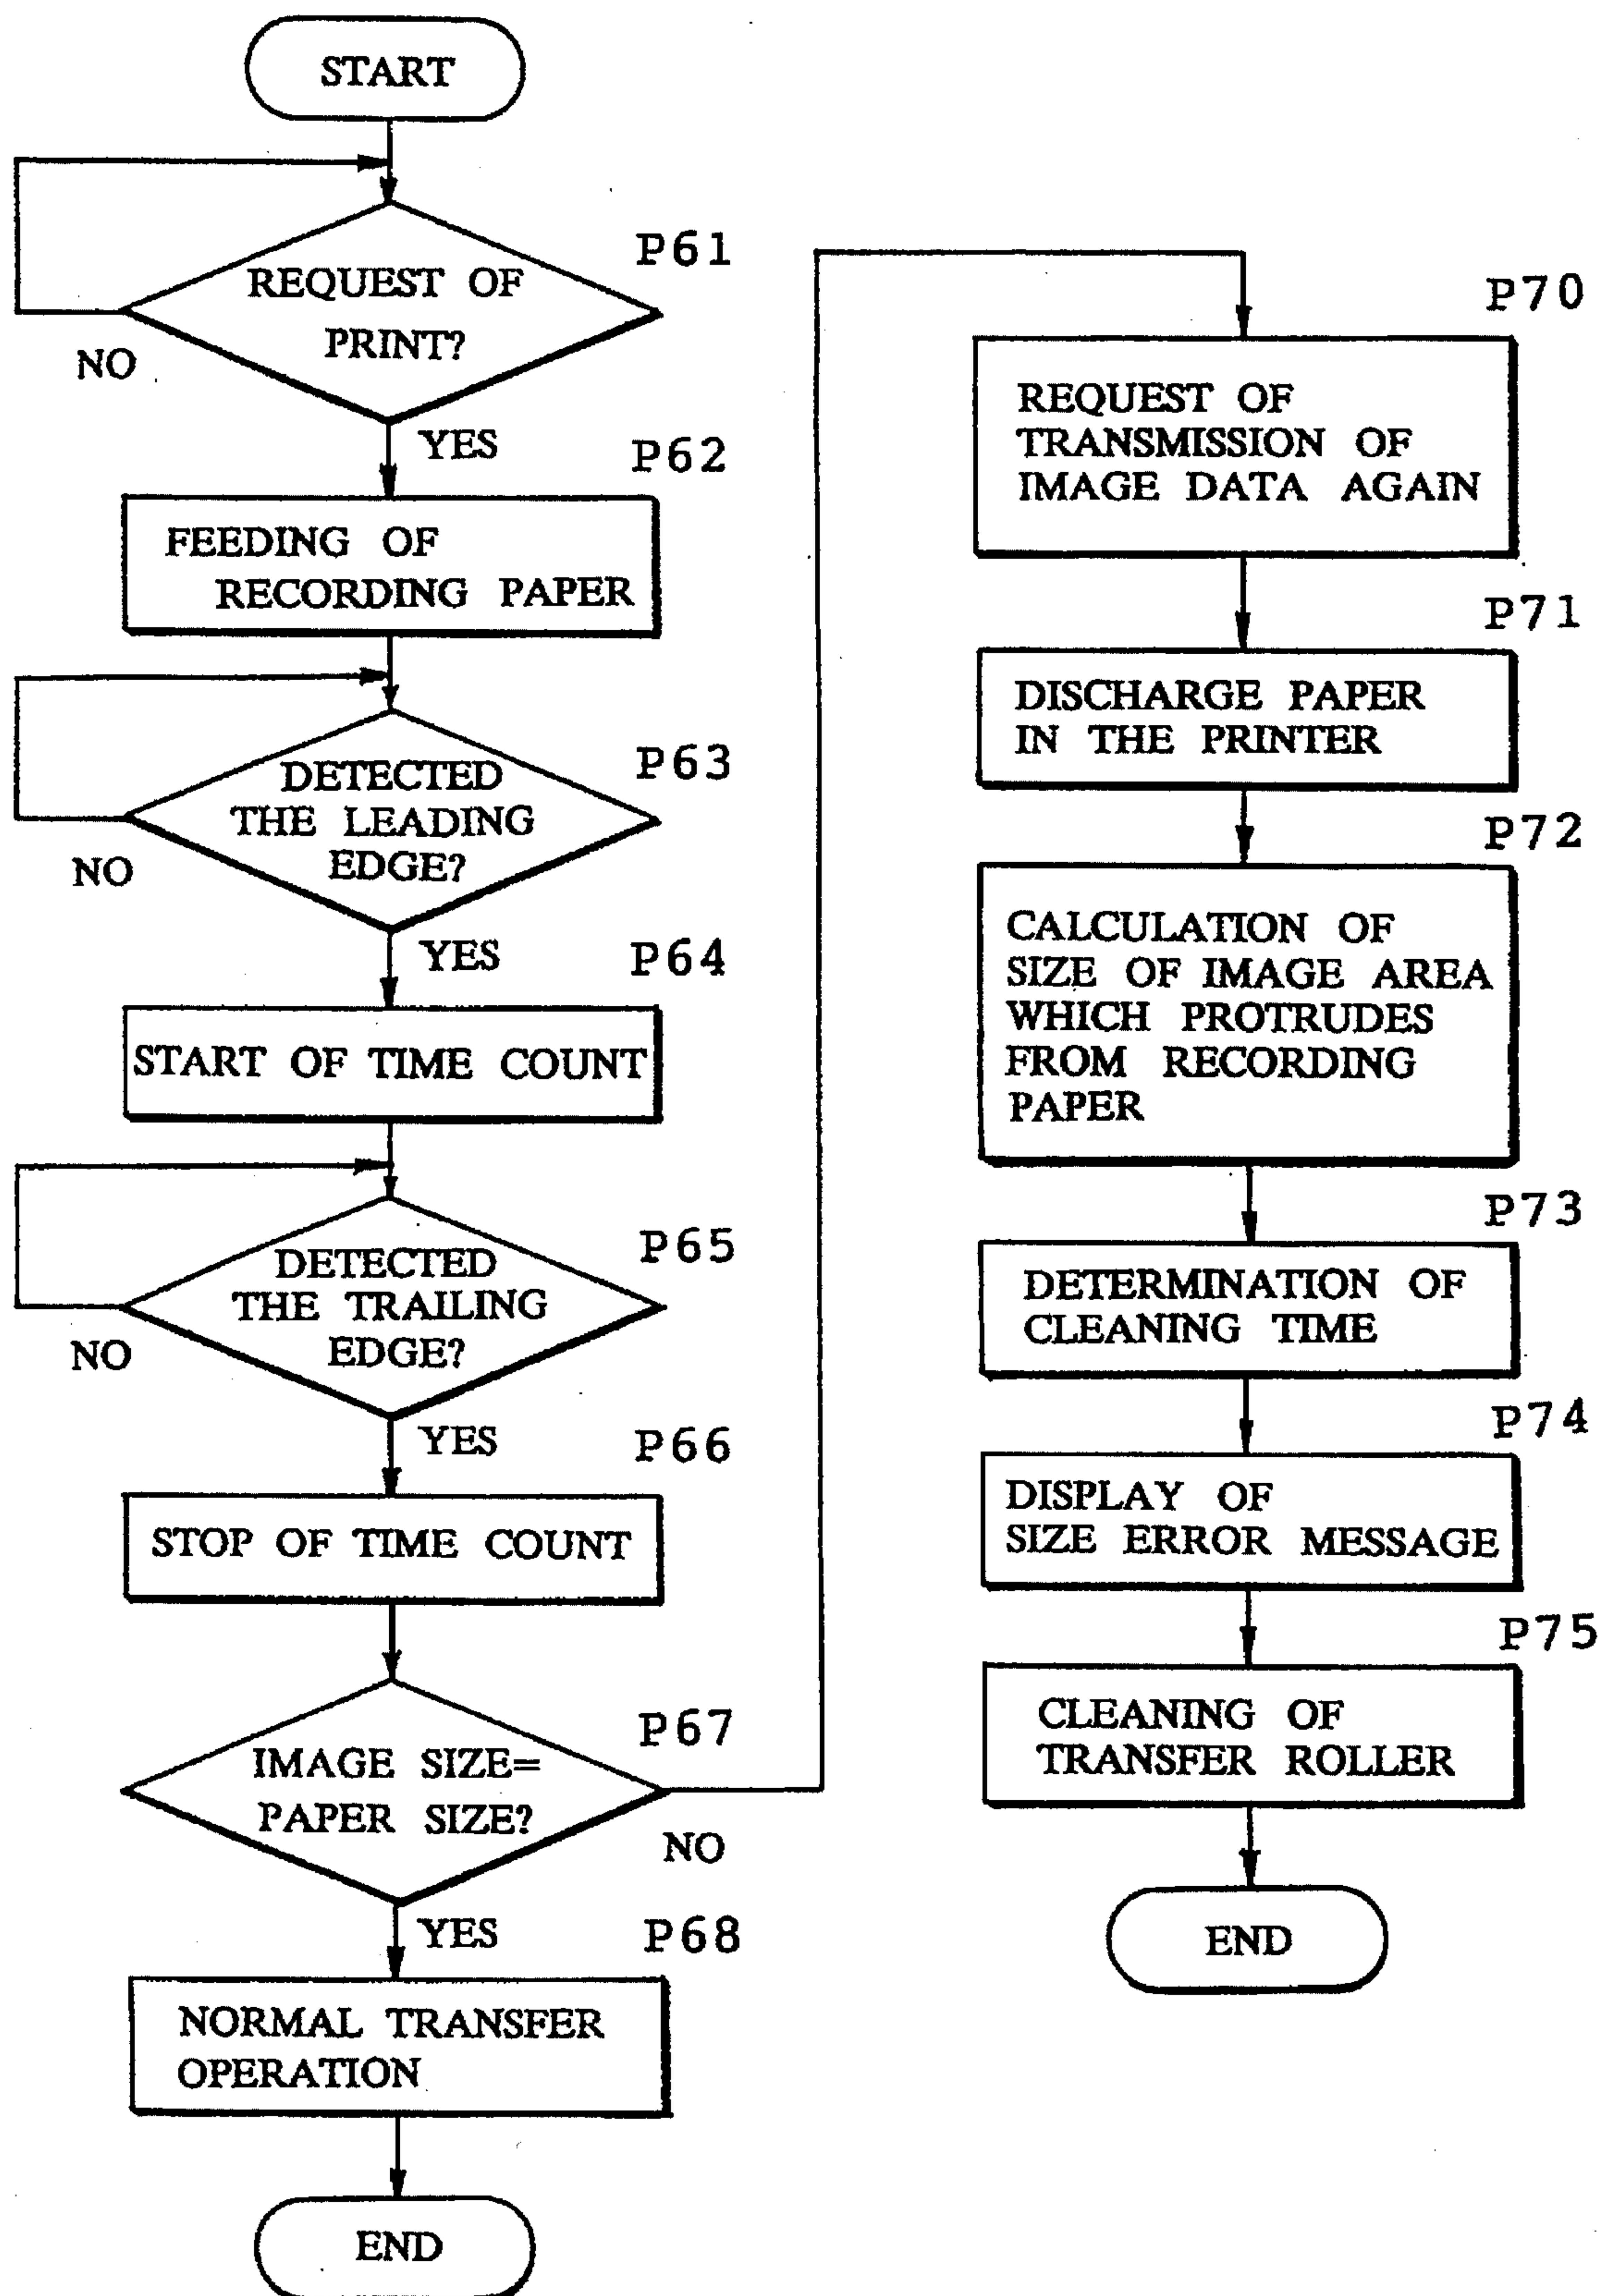 START
P61
REQUEST OF
PRINT?
NO
YES
P62
FEEDING OF
RECORDING PAPER
P63
DETECTED
THE LEADING
EDGE?
NO
YES
P64
START OF TIME COUNT
P65
DETECTED
THE TRAILING
EDGE?
NO
YES
P66
STOP OF TIME COUNT
P67
IMAGE SIZE=
PAPER SIZE?
NO
YES
P68
NORMAL TRANSFER
OPERATION
END
P70
REQUEST OF
TRANSMISSION OF
IMAGE DATA AGAIN
P71
DISCHARGE PAPER
IN THE PRINTER
P72
CALCULATION OF
SIZE OF IMAGE AREA
WHICH PROTRUDES
FROM RECORDING
PAPER
P73
DETERMINATION OF
CLEANING TIME
P74
DISPLAY OF
SIZE ERROR MESSAGE
P75
CLEANING OF
TRANSFER ROLLER
END